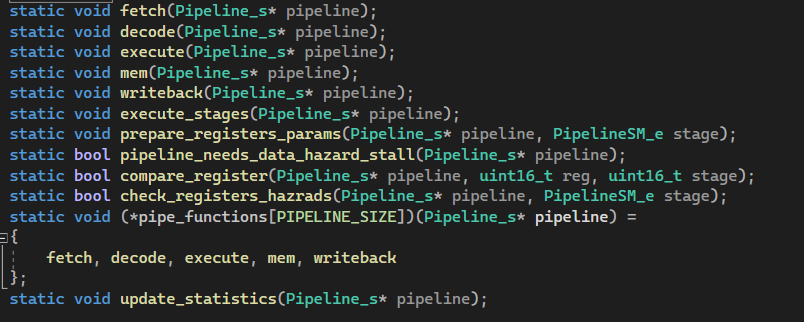 static void fetch(Pipeline_s* pipeline);
static void decode(Pipeline_s* pipeline);
static void execute(Pipeline_s* pipeline);
static void mem(Pipeline_s* pipeline);
static void writeback(Pipeline_s* pipeline);
static void execute_stages(Pipeline_s* pipeline);
static void prepare_registers_params(Pipeline_s* pipeline, PipelineSM_e stage);
static bool pipeline_needs_data_hazard_stall(Pipeline_s* pipeline);
static bool compare_register(Pipeline_s* pipeline, uint16_t reg, uint16_t stage);
static bool check_registers_hazrads(Pipeline_s* pipeline, PipelineSM_e stage);
static void (*pipe_functions[PIPELINE_SIZE])(Pipeline_s* pipeline) =
{
    fetch, decode, execute, mem, writeback
};
static void update_statistics(Pipeline_s* pipeline);